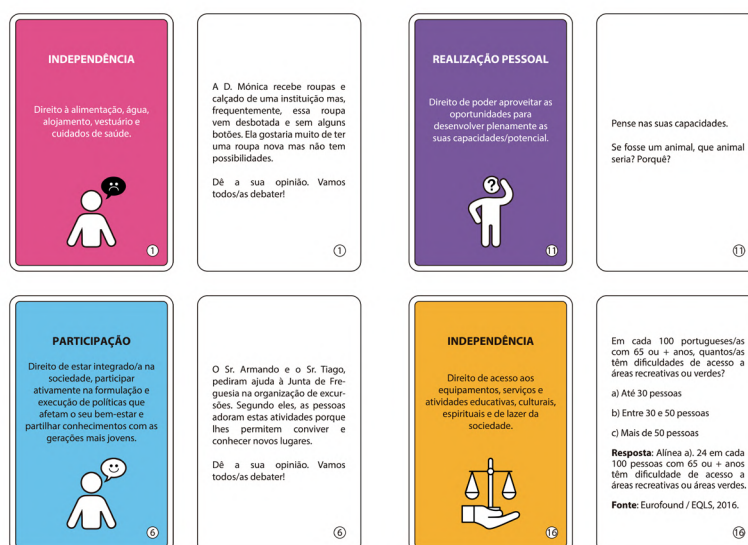 INDEPENDÊNCIA
Direito à alimentação, água,
alojamento, vestuário e
cuidados de saúde.
1
A D. Mónica recebe roupas e
calçado de uma instituição mas,
frequentemente, essa roupa
vem desbotada e sem alguns
botões. Ela gostaria muito de ter
uma roupa nova mas não tem
possibilidades.
Dê a sua opinião. Vamos
todos/as debater!
1
REALIZAÇÃO PESSOAL
Direito de poder aproveitar as
oportunidades para
desenvolver plenamente as
suas capacidades/potencial.
?
11
Pense nas suas capacidades.
Se fosse um animal, que animal
seria? Porquê?
11
PARTICIPAÇÃO
Direito de estar integrado/a na
sociedade, participar
ativamente na formulação e
execução de políticas que
afetam o seu bem-estar e
partilhar conhecimentos com as
gerações mais jovens.
6
O Sr. Armando e o Sr. Tiago,
pediram ajuda à Junta de Fre-
guesia na organização de excur-
sões. Segundo eles, as pessoas
adoram estas atividades porque
lhes permitem conviver e
conhecer novos lugares.
Dê a sua opinião. Vamos
todos/as debater!
6
INDEPENDÊNCIA
Direito de acesso aos
equipamentos, serviços e
atividades educativas, culturais,
espirituais e de lazer da
sociedade.
16
Em cada 100 portugueses/as
com 65 ou + anos, quantos/as
têm dificuldades de acesso a
áreas recreativas ou verdes?
a) Até 30 pessoas
b) Entre 30 e 50 pessoas
c) Mais de 50 pessoas
Resposta: Alínea a). 24 em cada
100 pessoas com 65 ou + anos
têm dificuldade de acesso a
áreas recreativas ou áreas verdes.
Fonte: Eurofound / EQLS, 2016.
16